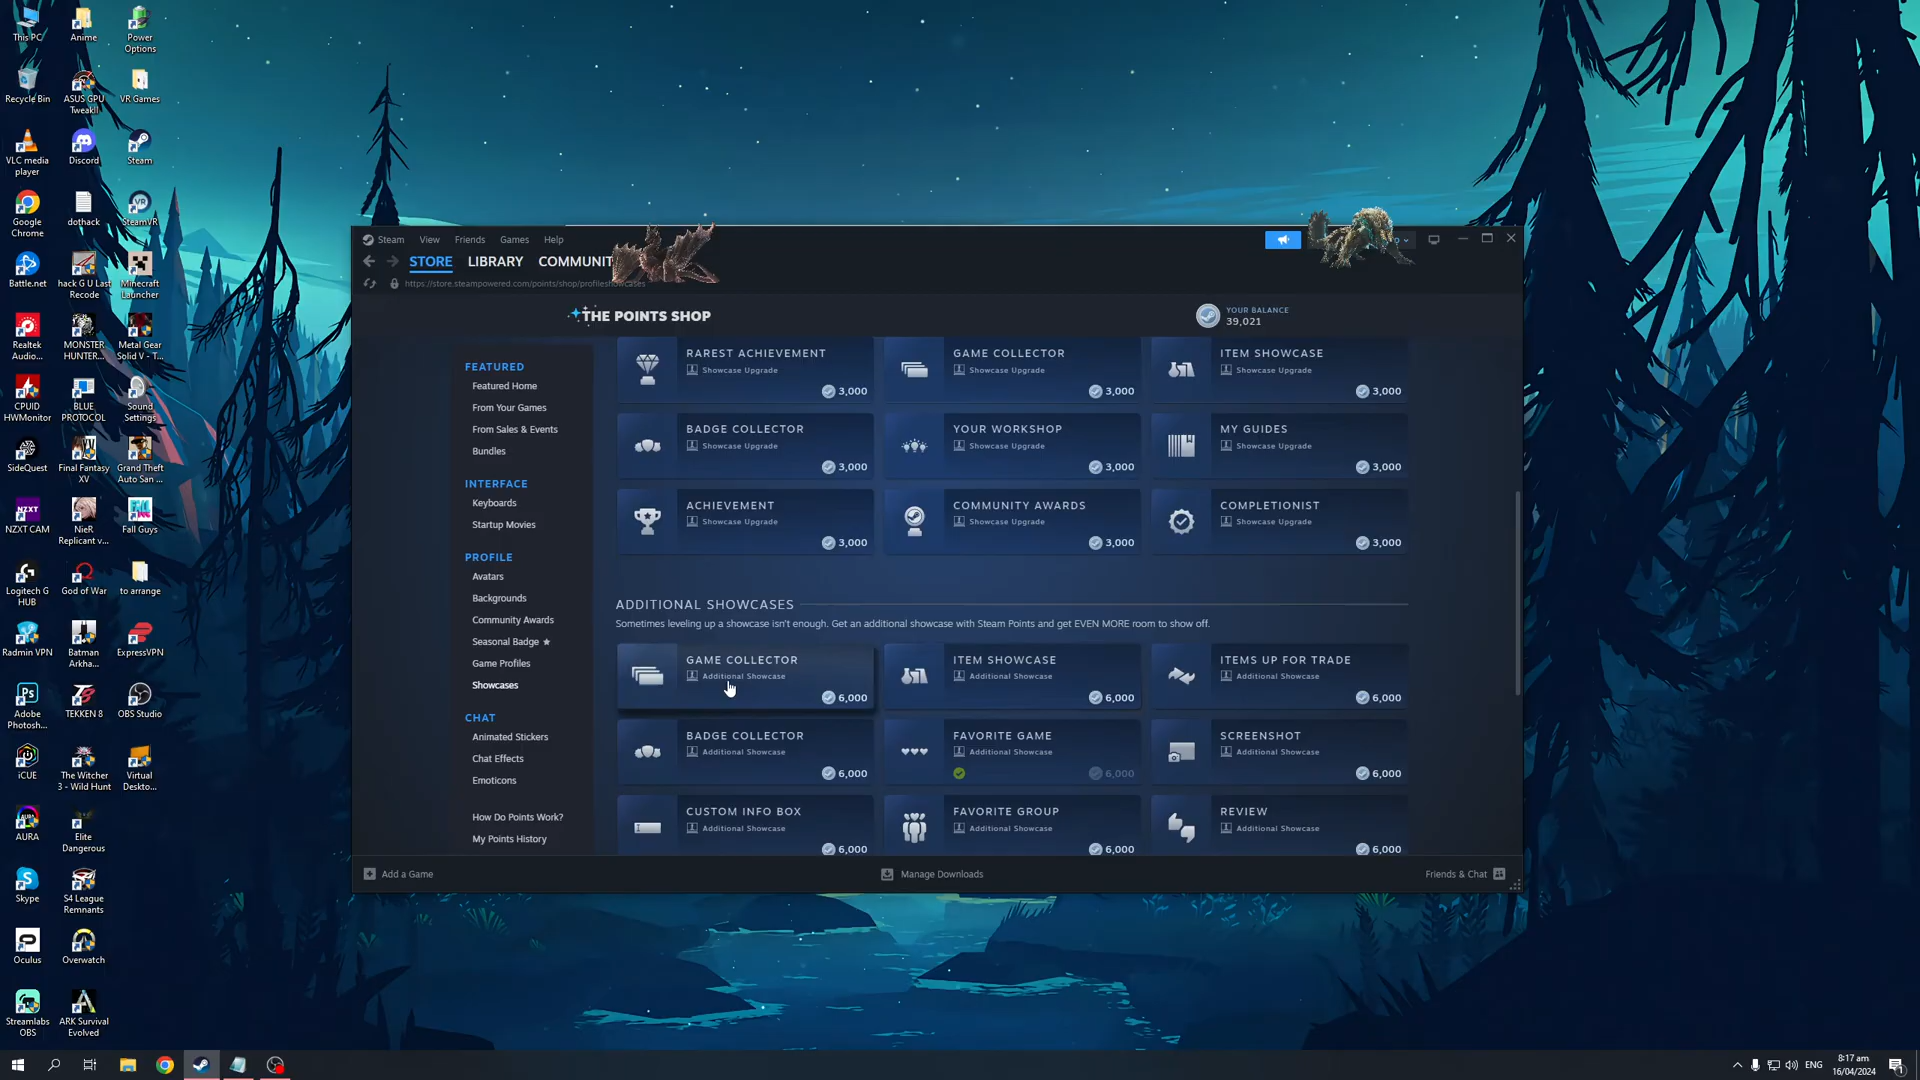 This PC
Anime
Power
Options
Recycle Bin
ASUS GPU
TweakII
VR Games
VLC media
player
Discord
Steam
Google
Chrome
dothack
SteamVR
Battle.net
hack G U Last
Recode
Minecraft
Launcher
Realtek
Audio...
MONSTER
HUNTER...
Metal Gear
Solid V - T...
CPUID
HWMonitor
BLUE
PROTOCOL
Sound
Settings
SideQuest
Final Fantasy
XV
Grand Theft
Auto San ...
NZXT CAM
NieR
Replicant v...
Fall Guys
Logitech G
HUB
God of War
to arrange
Radmin VPN
Batman
Arkha...
ExpressVPN
Adobe
Photosh...
TEKKEN 8
OBS Studio
iCUE
The Witcher
3 - Wild Hunt
Virtual
Deskto...
AURA
Elite
Dangerous
Skype
S4 League
Remnants
Oculus
Overwatch
Streamlabs
OBS
ARK Survival
Evolved
Steam View Friends Games Help
STORE LIBRARY COMMUNIT
https://store.steampowered.com/points/shop/profileshowcases
THE POINTS SHOP
YOUR BALANCE
39,021
FEATURED
Featured Home
From Your Games
From Sales & Events
Bundles
INTERFACE
Keyboards
Startup Movies
PROFILE
Avatars
Backgrounds
Community Awards
Seasonal Badge ★
Game Profiles
Showcases
CHAT
Animated Stickers
Chat Effects
Emoticons
How Do Points Work?
My Points History
RAREST ACHIEVEMENT
Showcase Upgrade
3,000
GAME COLLECTOR
Showcase Upgrade
3,000
ITEM SHOWCASE
Showcase Upgrade
3,000
BADGE COLLECTOR
Showcase Upgrade
3,000
YOUR WORKSHOP
Showcase Upgrade
3,000
MY GUIDES
Showcase Upgrade
3,000
ACHIEVEMENT
Showcase Upgrade
3,000
COMMUNITY AWARDS
Showcase Upgrade
3,000
COMPLETIONIST
Showcase Upgrade
3,000
ADDITIONAL SHOWCASES
Sometimes leveling up a showcase isn't enough. Get an additional showcase with Steam Points and get EVEN MORE room to show off.
GAME COLLECTOR
Additional Showcase
6,000
ITEM SHOWCASE
Additional Showcase
6,000
ITEMS UP FOR TRADE
Additional Showcase
6,000
BADGE COLLECTOR
Additional Showcase
6,000
FAVORITE GAME
Additional Showcase
6,000
SCREENSHOT
Additional Showcase
6,000
CUSTOM INFO BOX
Additional Showcase
6,000
FAVORITE GROUP
Additional Showcase
6,000
REVIEW
Additional Showcase
6,000
Add a Game
Manage Downloads
Friends & Chat
ENG
8:17 am
16/04/2024